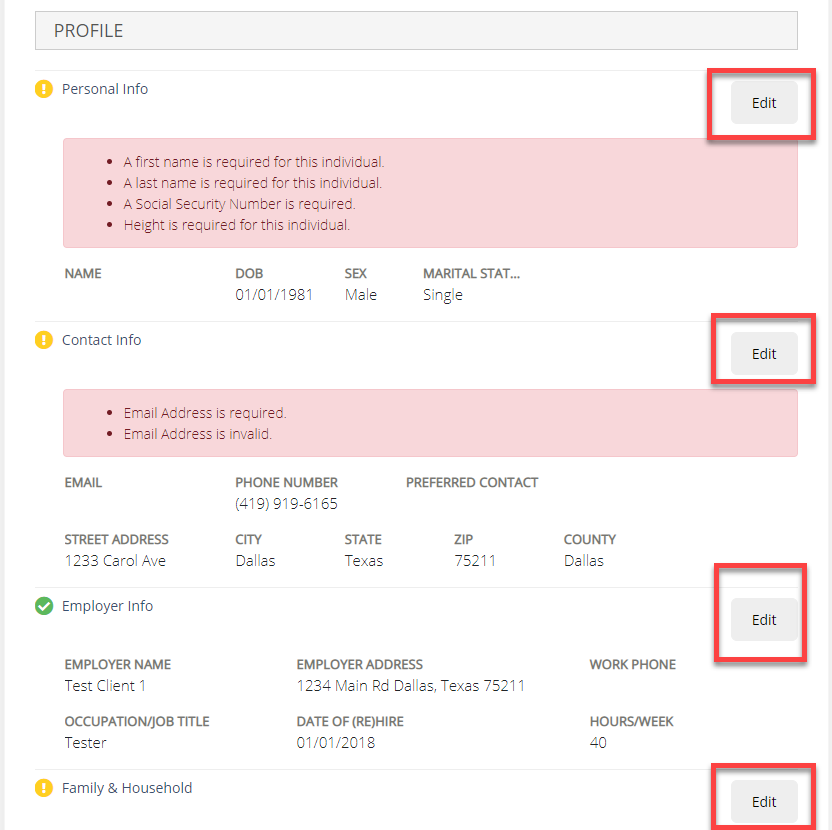 PROFILE
Personal Info
Edit
A first name is required for this individual.
A last name is required for this individual.
A Social Security Number is required.
Height is required for this individual.
NAME DOB SEX MARITAL STAT...
01/01/1981 Male Single
Contact Info
Edit
Email Address is required.
Email Address is invalid.
EMAIL PHONE NUMBER PREFERRED CONTACT
(419) 919-6165
STREET ADDRESS CITY STATE ZIP COUNTY
1233 Carol Ave Dallas Texas 75211 Dallas
Employer Info
Edit
EMPLOYER NAME EMPLOYER ADDRESS WORK PHONE
Test Client 1 1234 Main Rd Dallas, Texas 75211
OCCUPATION/JOB TITLE DATE OF (RE)HIRE HOURS/WEEK
Tester 01/01/2018 40
Family & Household
Edit